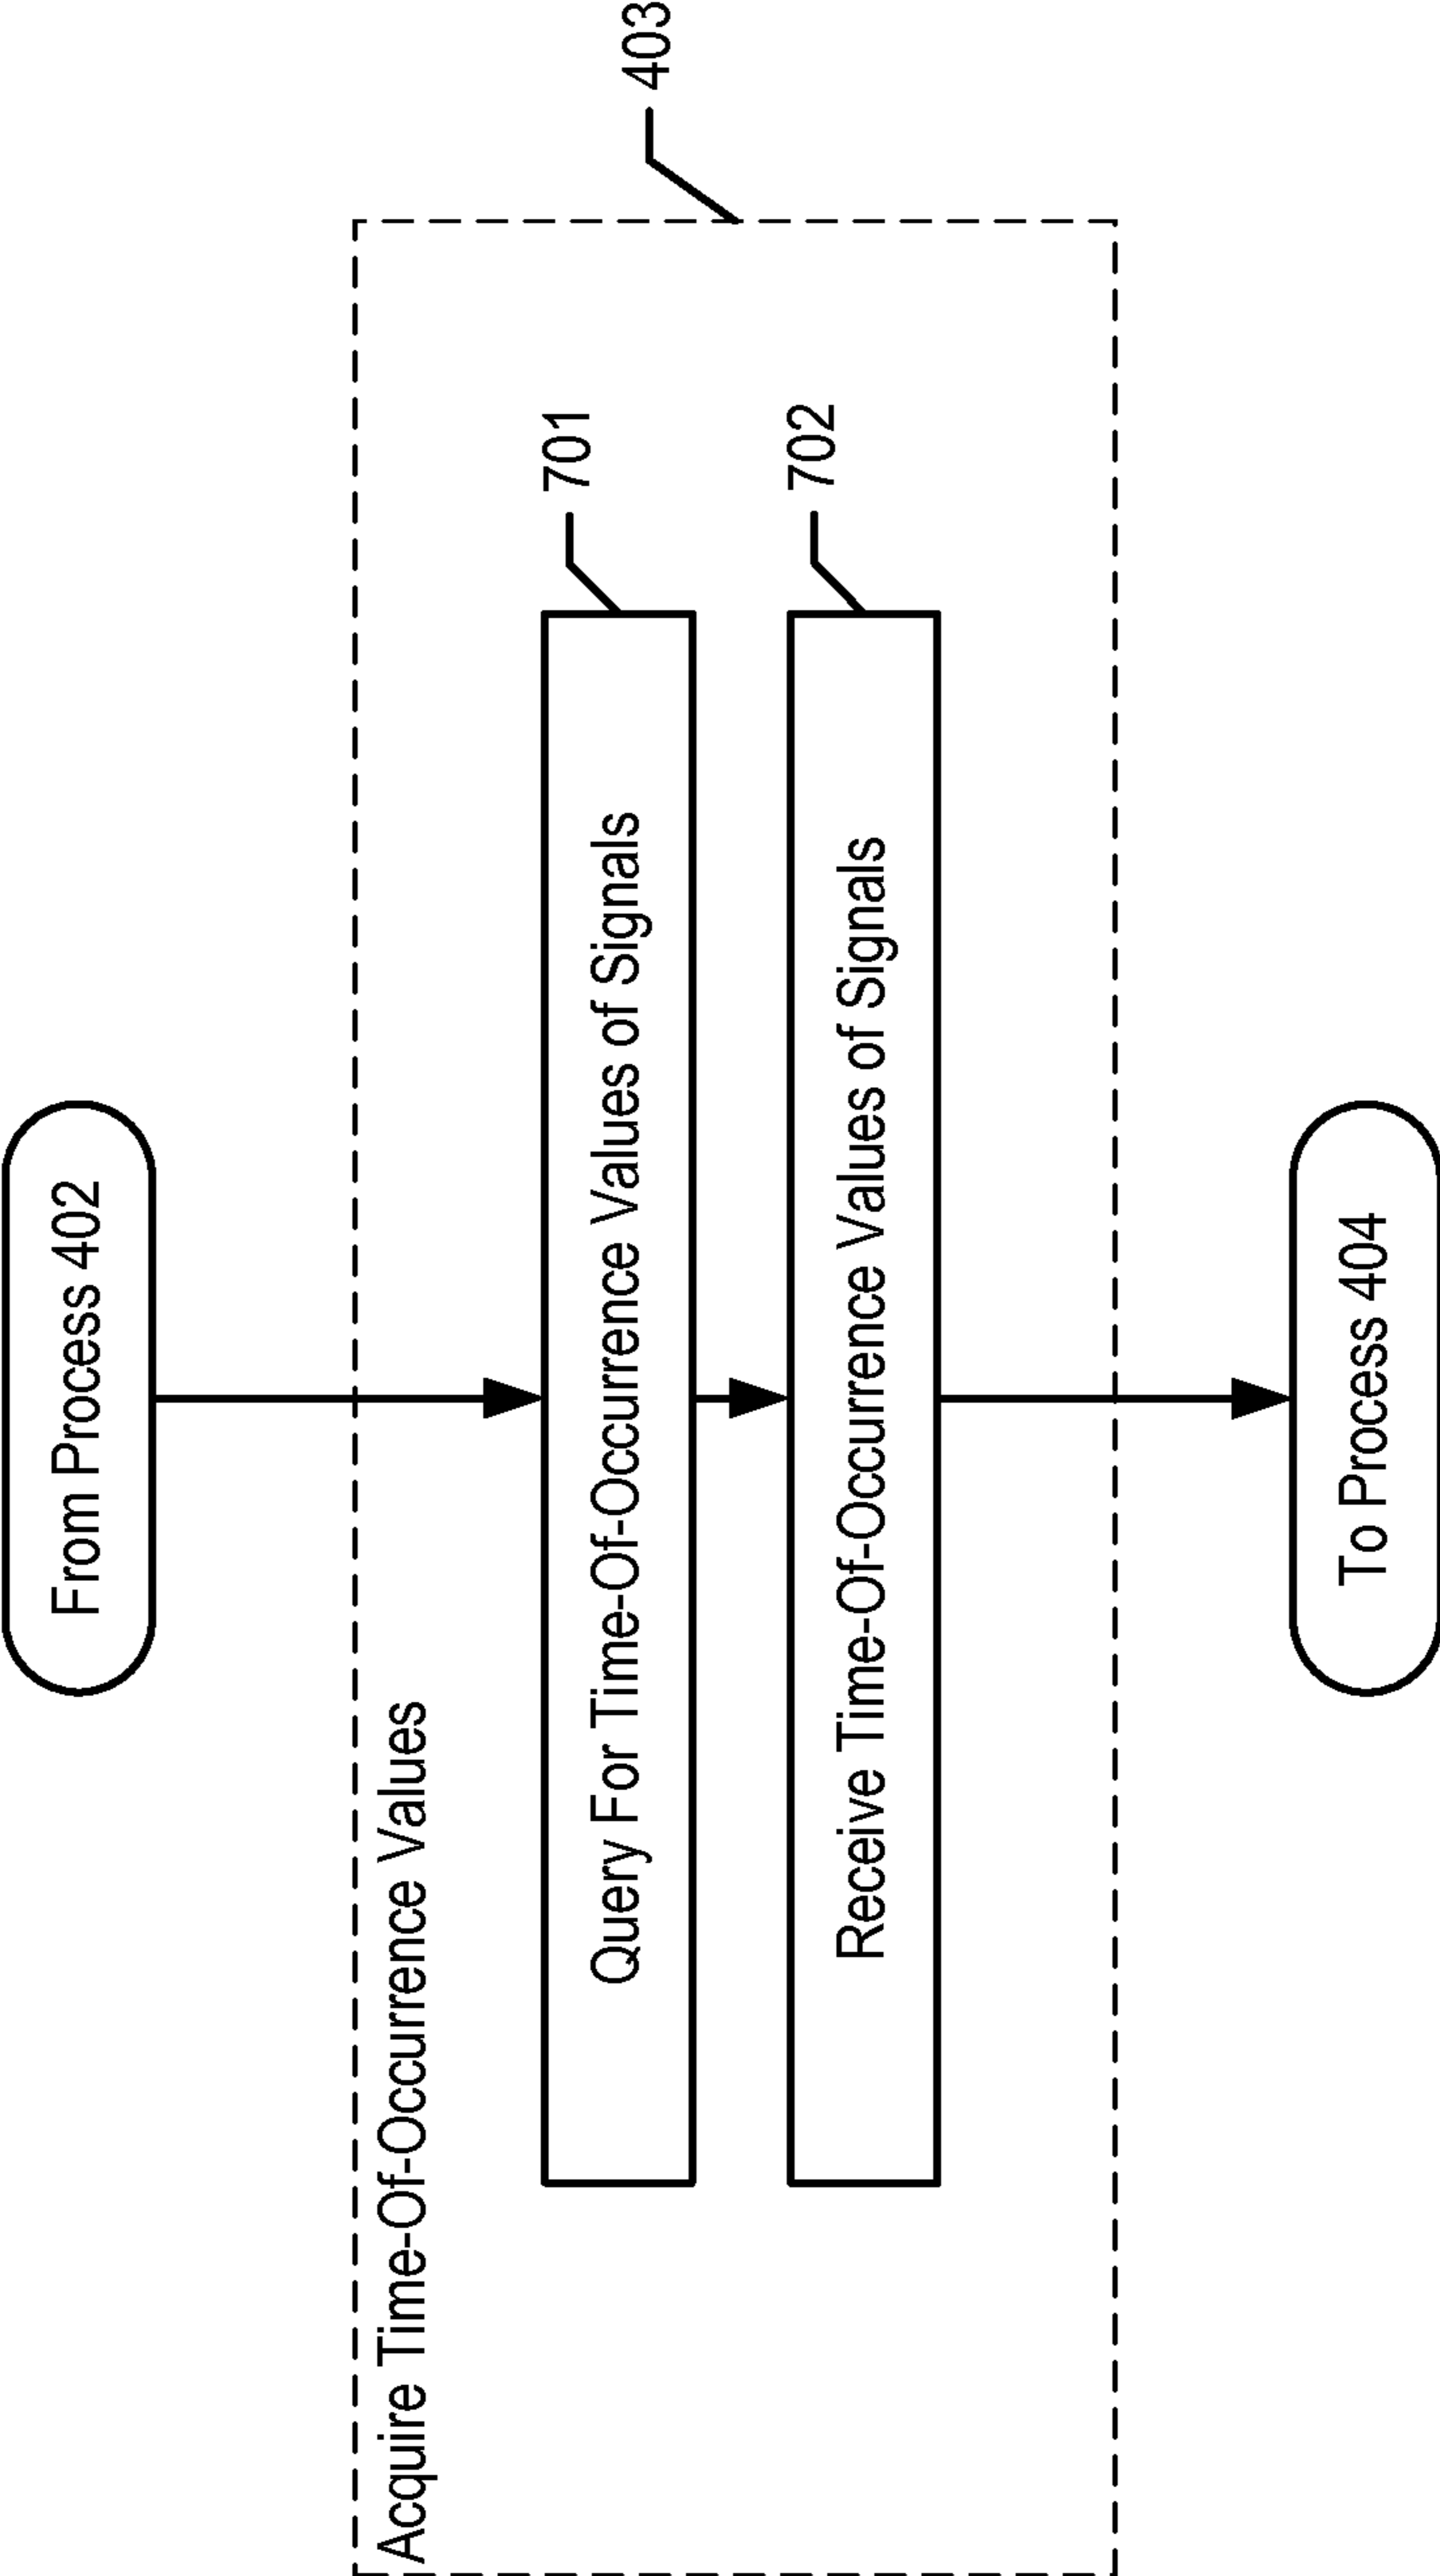 From Process 402
403
Acquire Time-Of-Occurrence Values
701
Query For Time-Of-Occurrence Values of Signals
702
Receive Time-Of-Occurrence Values of Signals
To Process 404